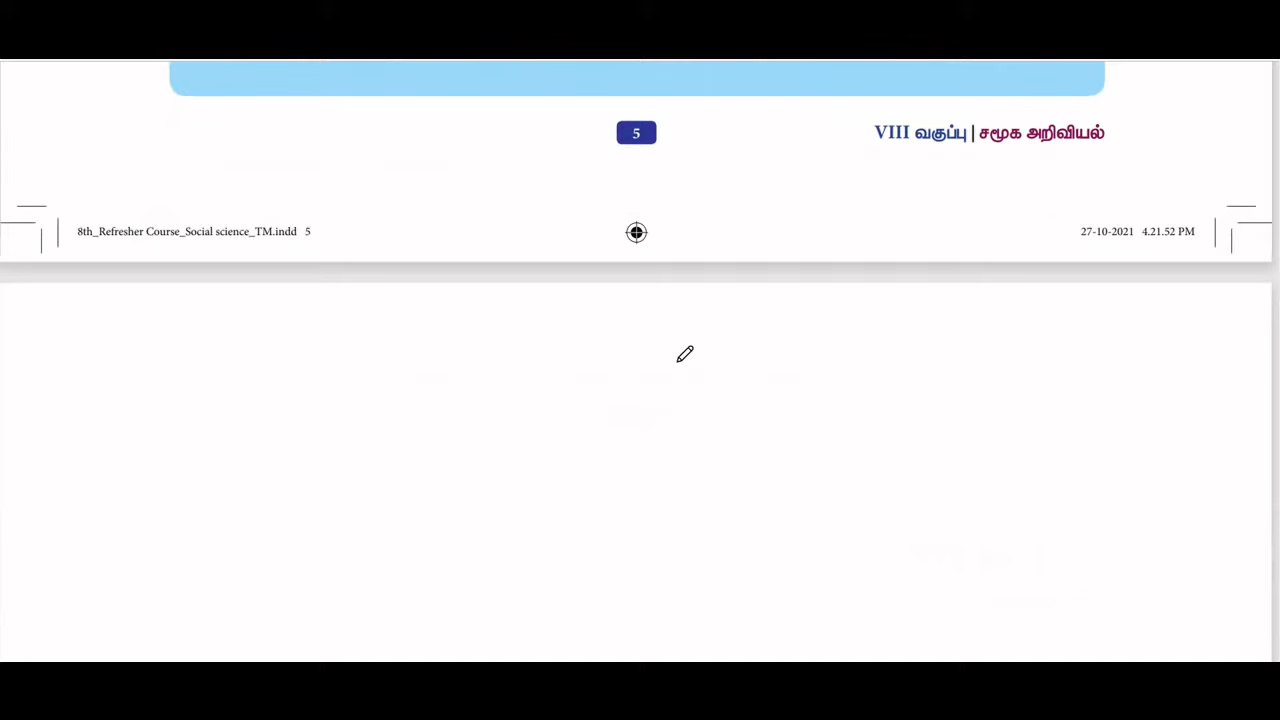 5
VIII வகுப்பு | சமூக அறிவியல்
8th_Refresher Course_Social science_TM.indd 5
27-10-2021 4.21.52 PM